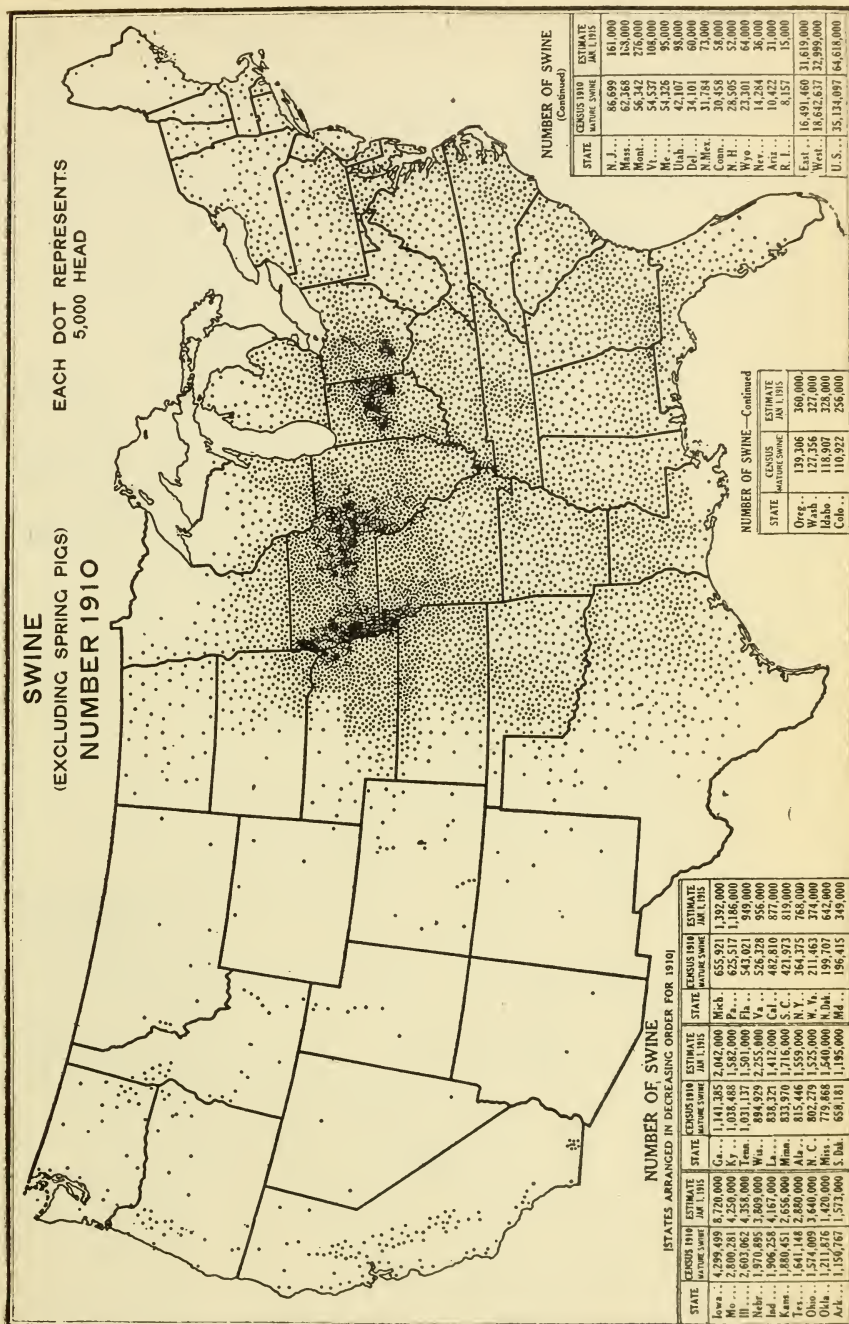 SWINE
(EXCLUDING SPRING PIGS)
NUMBER 1910
EACH DOT REPRESENTS
5,000 HEAD
NUMBER OF SWINE
[STATES ARRANGED IN DECREASING ORDER FOR 1910]
STATE CENSUS 1910 MATURE SWINE ESTIMATE JAN. 1, 1915 STATE CENSUS 1910 MATURE SWINE ESTIMATE JAN. 1, 1915 STATE CENSUS 1910 MATURE SWINE ESTIMATE JAN. 1, 1915
Iowa.. 4,299,499 8,720,000 Ga... 1,141,385 2,042,000 Mich. 655,921 1,392,000
Mo... 2,800,281 4,250,000 Ky... 1,038,488 1,582,000 Pa... 625,517 1,186,000
Ill... 2,603,062 4,358,000 Tenn. 1,031,137 1,501,000 Fla.. 543,021 949,000
Nebr.. 1,970,895 3,809,000 Wis.. 894,929 2,255,000 Va... 526,328 956,000
Ind... 1,906,258 4,167,000 La... 838,321 1,412,000 Cal.. 482,810 877,000
Kans.. 1,880,451 2,656,000 Minn. 833,970 1,716,000 S.C.. 421,973 819,000
Tex... 1,641,148 2,880,000 Ala.. 815,446 1,559,000 N.Y.. 364,375 768,000
Ohio.. 1,574,009 3,640,000 N.C.. 802,279 1,525,000 W.Va. 211,463 374,000
Okla.. 1,211,876 1,420,000 Miss. 779,868 1,540,000 N.Dak. 199,707 642,000
Ark... 1,150,767 1,573,000 S.Dak. 658,181 1,195,000 Md... 196,415 349,000
NUMBER OF SWINE—Continued
STATE CENSUS MATURE SWINE ESTIMATE JAN. 1, 1915
Oreg.. 139,306 360,000
Wash. 127,356 327,000
Idaho. 118,907 328,000
Colo.. 110,922 256,000
NUMBER OF SWINE
(Continued)
STATE CENSUS 1910 MATURE SWINE ESTIMATE JAN. 1, 1915
N.J... 86,699 161,000
Mass.. 62,368 108,000
Mont.. 56,342 276,000
Vt.... 54,537 108,000
Me... 54,326 95,000
Utah.. 42,107 98,000
Del... 34,101 60,000
N.Mex. 31,784 73,000
Conn.. 30,458 58,000
N.H... 28,505 52,000
Wyo... 23,301 64,000
Nev... 14,284 36,000
Ariz... 10,422 31,000
R.I.... 8,157 15,000
East... 16,491,460 31,619,000
West.. 18,642,637 32,999,000
U.S... 35,134,097 64,618,000